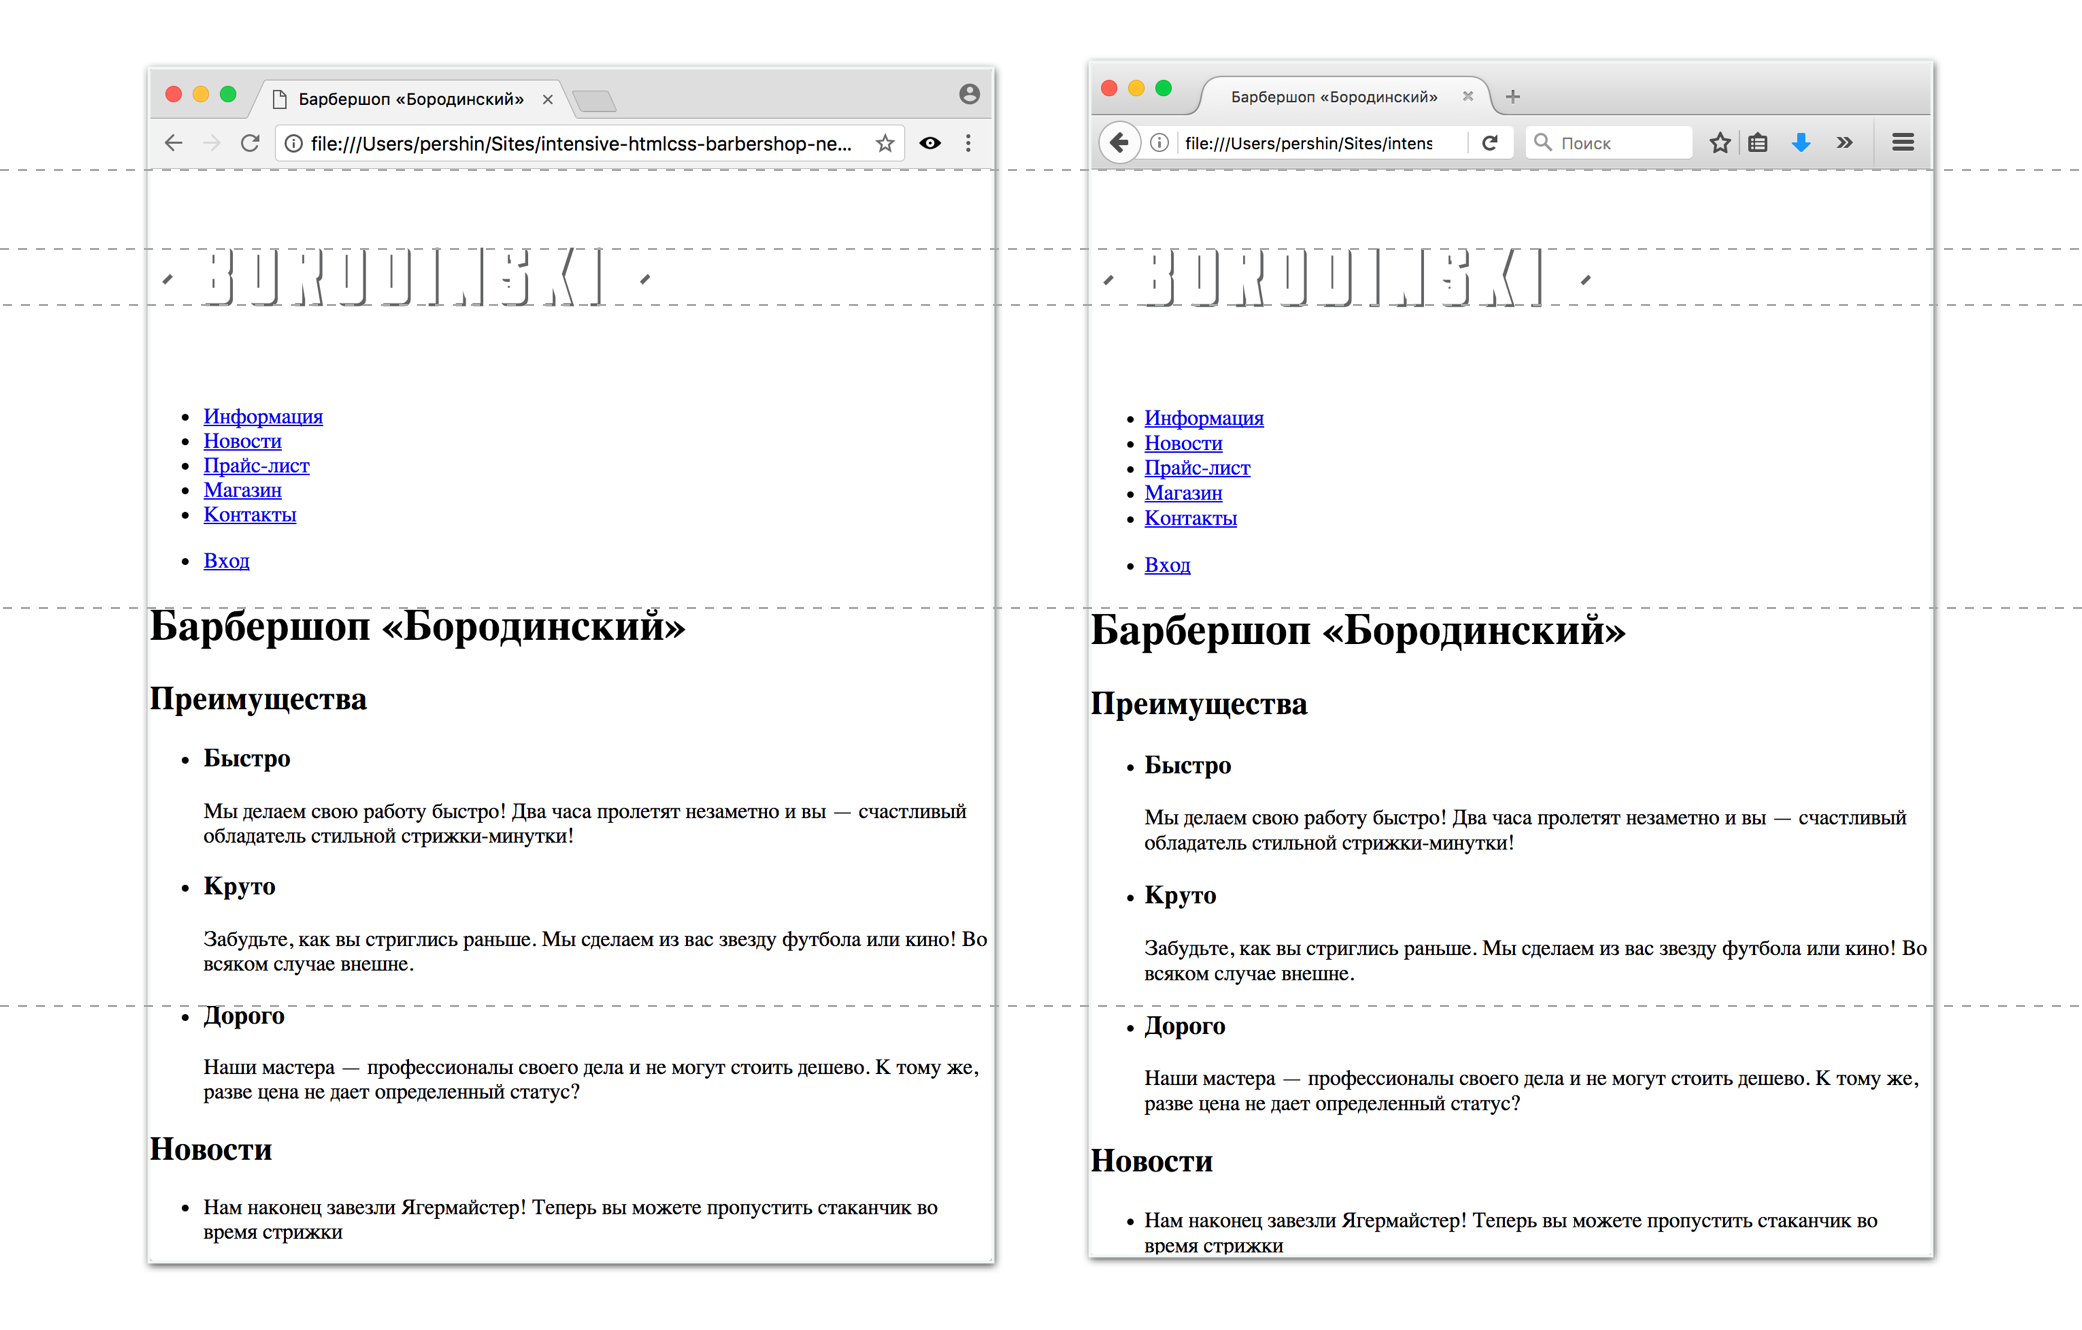 Барбершоп «Бородинский»
file:///Users/pershin/Sites/intensive-htmlcss-barbershop-ne...
BORODINSKI
Информация
Новости
Прайс-лист
Магазин
Контакты
Вход
Барбершоп «Бородинский»
Преимущества
Быстро
Мы делаем свою работу быстро! Два часа пролетят незаметно и вы — счастливый
обладатель стильной стрижки-минутки!
Круто
Забудьте, как вы стриглись раньше. Мы сделаем из вас звезду футбола или кино! Во
всяком случае внешне.
Дорого
Наши мастера — профессионалы своего дела и не могут стоить дешево. К тому же,
разве цена не дает определенный статус?
Новости
Нам наконец завезли Ягермайстер! Теперь вы можете пропустить стаканчик во
время стрижки
Барбершоп «Бородинский»
file:///Users/pershin/Sites/intens
Поиск
BORODINSKI
Информация
Новости
Прайс-лист
Магазин
Контакты
Вход
Барбершоп «Бородинский»
Преимущества
Быстро
Мы делаем свою работу быстро! Два часа пролетят незаметно и вы — счастливый
обладатель стильной стрижки-минутки!
Круто
Забудьте, как вы стриглись раньше. Мы сделаем из вас звезду футбола или кино! Во
всяком случае внешне.
Дорого
Наши мастера — профессионалы своего дела и не могут стоить дешево. К тому же,
разве цена не дает определенный статус?
Новости
Нам наконец завезли Ягермайстер! Теперь вы можете пропустить стаканчик во
время стрижки